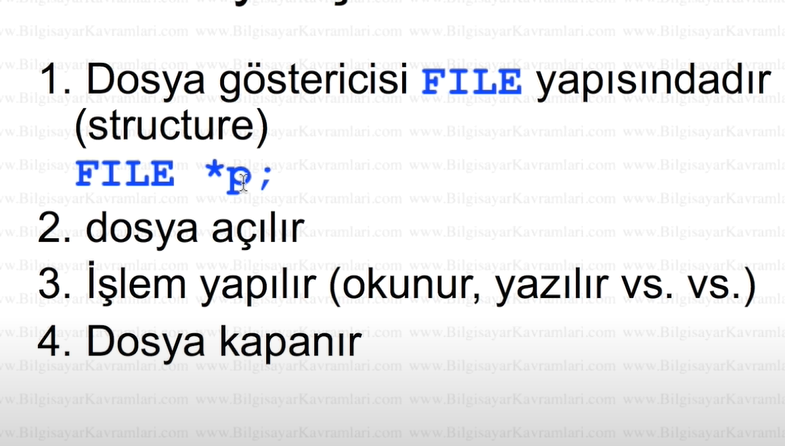 1. Dosya göstericisi FILE yapısındadır
(structure)
FILE *p;
2. dosya açılır
3. İşlem yapılır (okunur, yazılır vs. vs.)
4. Dosya kapanır
www.BilgisayarKavramlari.com